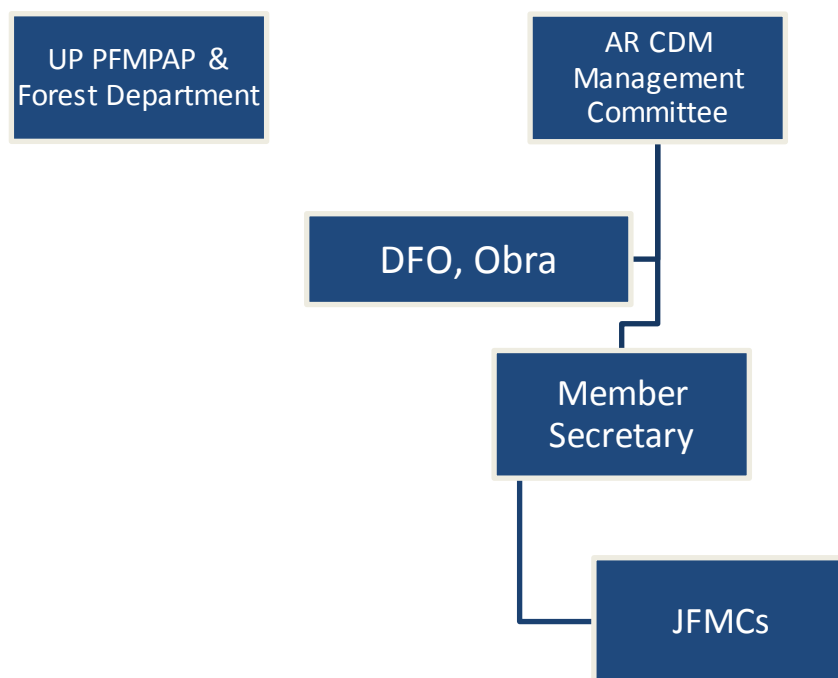 UP PFMPAP &
Forest Department
AR CDM
Management
Committee
DFO, Obra
Member
Secretary
JFMCs